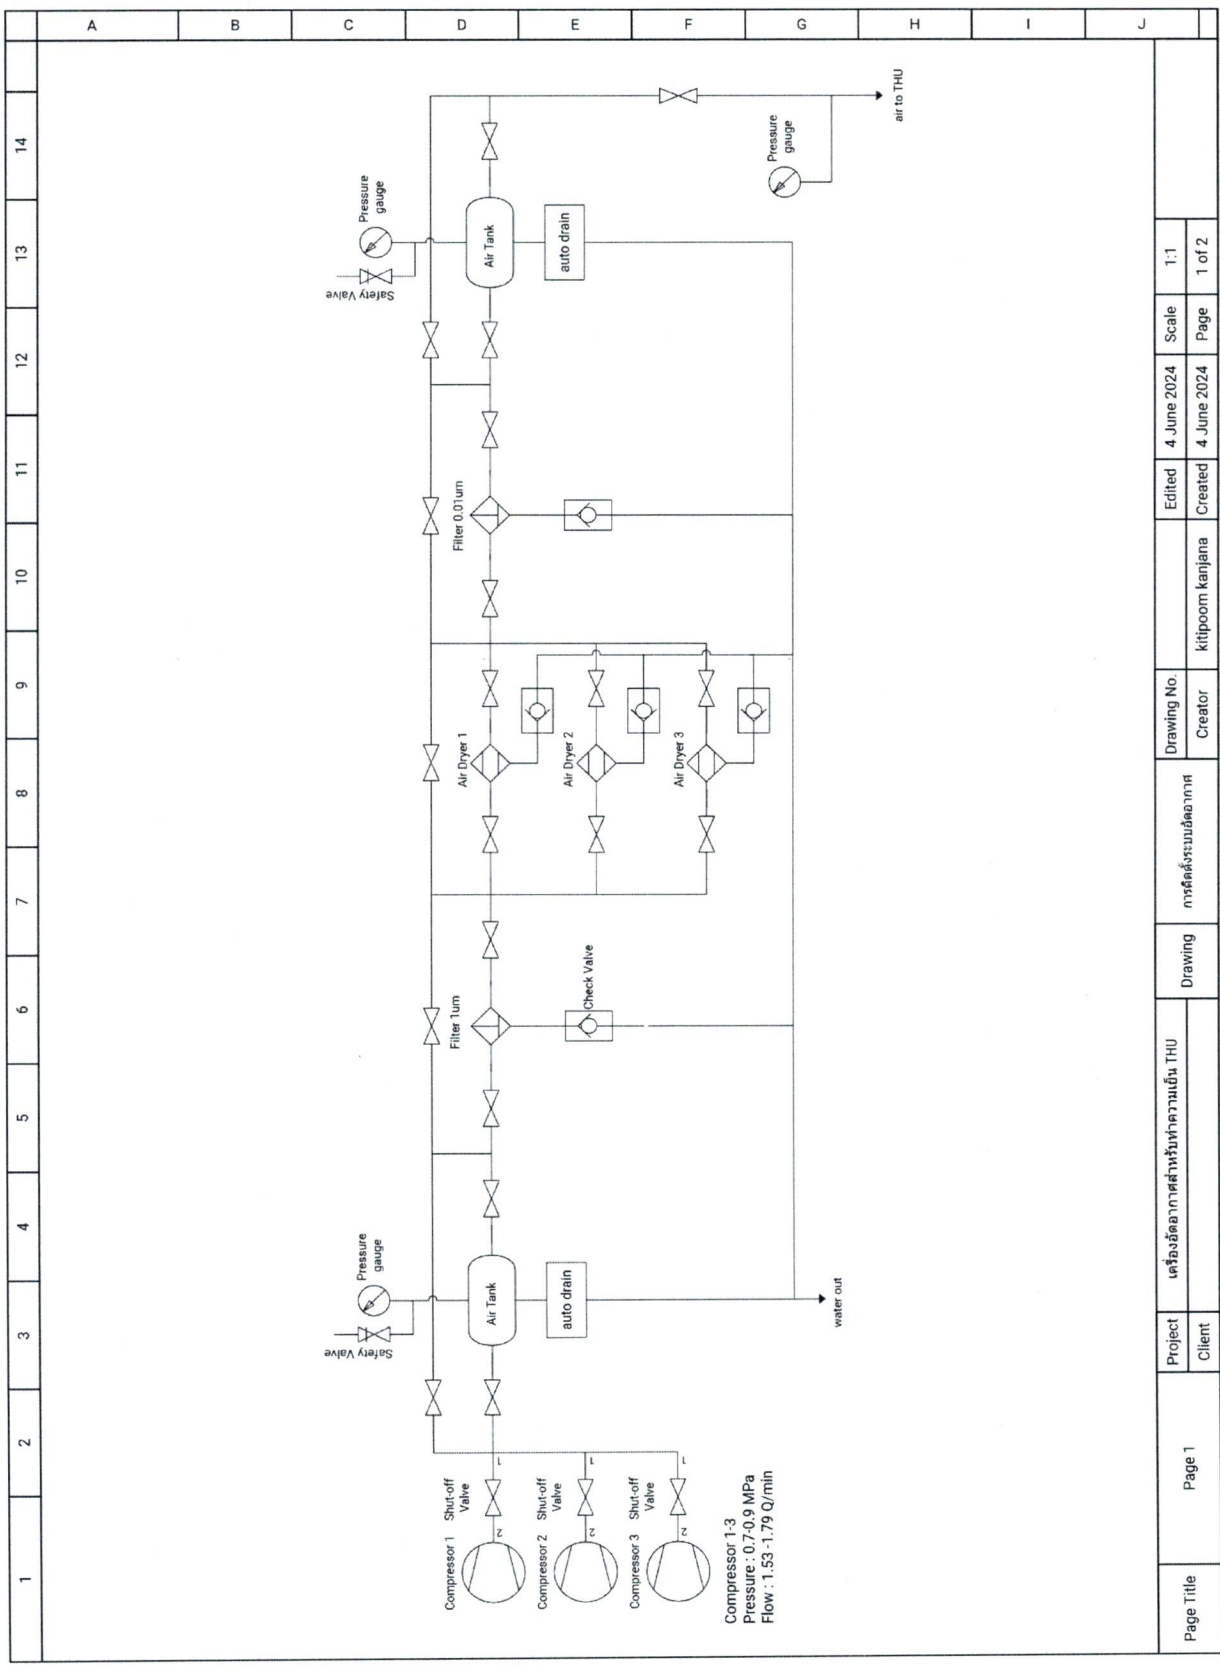 1
2
3
4
5
6
7
8
9
10
11
12
13
14
A
B
C
D
E
F
G
H
I
J
Safety Valve
Pressure
gauge
Safety Valve
Pressure
gauge
Compressor 1
Shut-off
Valve
2
1
Air Tank
Filter 1um
Air Dryer 1
Filter 0.01um
Air Tank
Compressor 2
Shut-off
Valve
2
1
auto drain
Check Valve
Air Dryer 2
auto drain
Compressor 3
Shut-off
Valve
2
1
Air Dryer 3
Compressor 1-3
Pressure : 0.7-0.9 MPa
Flow : 1.53 -1.79 Q/min
Pressure
gauge
water out
air to THU
Page Title
Page 1
Project
เครื่องอัดอากาศสำหรับทำความเย็น THU
Drawing
การติดตั้งระบบอัดอากาศ
Drawing No.
Edited
4 June 2024
Scale
1:1
Client
Creator
kitipoom kanjana
Created
4 June 2024
Page
1 of 2